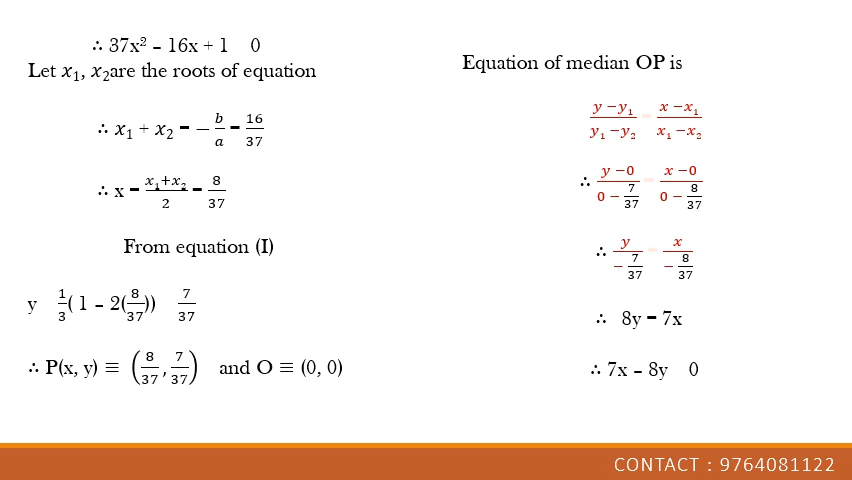 ∴ 37x² – 16x + 1 0
Let x₁, x₂are the roots of equation
∴ x₁ + x₂ = − b/a = 16/37
∴ x = (x₁+x₂)/2 = 8/37
From equation (I)
y 1/3( 1 – 2(8/37)) 7/37
∴ P(x, y) ≡ (8/37, 7/37) and O ≡ (0, 0)
Equation of median OP is
(y −y₁)/(y₁ −y₂) = (x −x₁)/(x₁ −x₂)
∴ (y −0)/(0 − 7/37) = (x −0)/(0 − 8/37)
∴ y/(− 7/37) = x/(− 8/37)
∴ 8y = 7x
∴ 7x – 8y 0
CONTACT : 9764081122